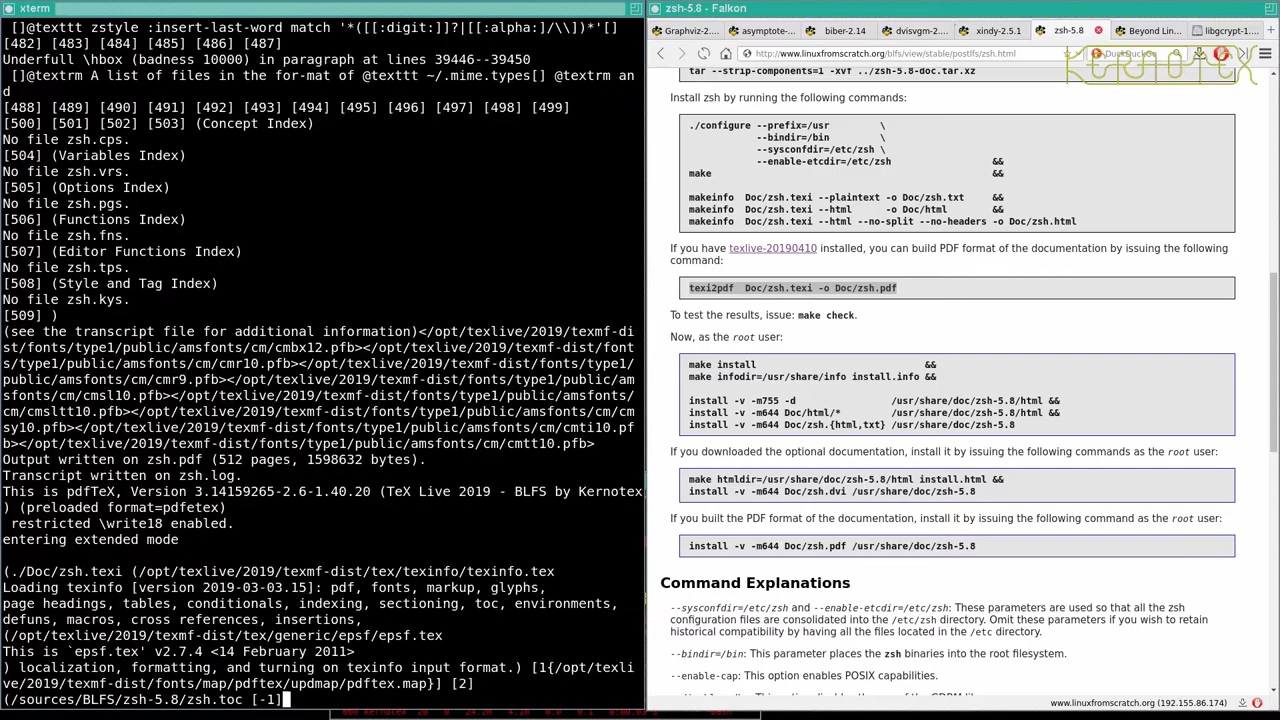 xterm
[]@texttt zstyle :insert-last-word match '*([[:digit:]]?|[[:alpha:]/\\])*'[]
[482] [483] [484] [485] [486] [487]
Underfull \hbox (badness 10000) in paragraph at lines 39446--39450
[]@textrm A list of files in the for-mat of @texttt ~/.mime.types[] @textrm an
d
[488] [489] [490] [491] [492] [493] [494] [495] [496] [497] [498] [499]
[500] [501] [502] [503] (Concept Index)
No file zsh.cps.
[504] (Variables Index)
No file zsh.vrs.
[505] (Options Index)
No file zsh.pgs.
[506] (Functions Index)
No file zsh.fns.
[507] (Editor Functions Index)
No file zsh.tps.
[508] (Style and Tag Index)
No file zsh.kys.
[509] )
(see the transcript file for additional information)</opt/texlive/2019/texmf-di
st/fonts/type1/public/amsfonts/cm/cmbx12.pfb></opt/texlive/2019/texmf-dist/font
s/type1/public/amsfonts/cm/cmr10.pfb></opt/texlive/2019/texmf-dist/fonts/type1/
public/amsfonts/cm/cmr9.pfb></opt/texlive/2019/texmf-dist/fonts/type1/public/am
sfonts/cm/cmsl10.pfb></opt/texlive/2019/texmf-dist/fonts/type1/public/amsfonts/
cm/cmsltt10.pfb></opt/texlive/2019/texmf-dist/fonts/type1/public/amsfonts/cm/cm
sy10.pfb></opt/texlive/2019/texmf-dist/fonts/type1/public/amsfonts/cm/cmti10.pf
b></opt/texlive/2019/texmf-dist/fonts/type1/public/amsfonts/cm/cmtt10.pfb>
Output written on zsh.pdf (512 pages, 1598632 bytes).
Transcript written on zsh.log.
This is pdfTeX, Version 3.14159265-2.6-1.40.20 (TeX Live 2019 - BLFS by Kernotex
) (preloaded format=pdfetex)
restricted \write18 enabled.
entering extended mode
(./Doc/zsh.texi (/opt/texlive/2019/texmf-dist/tex/texinfo/texinfo.tex
Loading texinfo [version 2019-03-03.15]: pdf, fonts, markup, glyphs,
page headings, tables, conditionals, indexing, sectioning, toc, environments,
defuns, macros, cross references, insertions,
(/opt/texlive/2019/texmf-dist/tex/generic/epsf/epsf.tex
This is `epsf.tex' v2.7.4 <14 February 2011>
) localization, formatting, and turning on texinfo input format.) [1{/opt/texli
ve/2019/texmf-dist/fonts/map/pdftex/updmap/pdftex.map}] [2]
(/sources/BLFS/zsh-5.8/zsh.toc [-1]
zsh-5.8 - Falkon
Graphviz-2. asymptote- biber-2.14 dvisvgm-2. xindy-2.5.1 zsh-5.8 Beyond Lin libgcrypt-1.
http://www.linuxfromscratch.org/blfs/view/stable/postlfs/zsh.html
DuckDuckGo
KERNOTEX
tar --strip-components=1 -xvf ../zsh-5.8-doc.tar.xz
Install zsh by running the following commands:
./configure --prefix=/usr \
--bindir=/bin \
--sysconfdir=/etc/zsh \
--enable-etcdir=/etc/zsh &&
make &&
makeinfo Doc/zsh.texi --plaintext -o Doc/zsh.txt &&
makeinfo Doc/zsh.texi --html -o Doc/html &&
makeinfo Doc/zsh.texi --html --no-split --no-headers -o Doc/zsh.html
If you have texlive-20190410 installed, you can build PDF format of the documentation by issuing the following
command:
texi2pdf Doc/zsh.texi -o Doc/zsh.pdf
To test the results, issue: make check.
Now, as the root user:
make install &&
make infodir=/usr/share/info install.info &&
install -v -m755 -d /usr/share/doc/zsh-5.8/html &&
install -v -m644 Doc/html/* /usr/share/doc/zsh-5.8/html &&
install -v -m644 Doc/zsh.{html,txt} /usr/share/doc/zsh-5.8
If you downloaded the optional documentation, install it by issuing the following commands as the root user:
make htmldir=/usr/share/doc/zsh-5.8/html install.html &&
install -v -m644 Doc/zsh.dvi /usr/share/doc/zsh-5.8
If you built the PDF format of the documentation, install it by issuing the following command as the root user:
install -v -m644 Doc/zsh.pdf /usr/share/doc/zsh-5.8
Command Explanations
--sysconfdir=/etc/zsh and --enable-etcdir=/etc/zsh: These parameters are used so that all the zsh
configuration files are consolidated into the /etc/zsh directory. Omit these parameters if you wish to retain
historical compatibility by having all the files located in the /etc directory.
--bindir=/bin: This parameter places the zsh binaries into the root filesystem.
--enable-cap: This option enables POSIX capabilities.
www.linuxfromscratch.org (192.155.86.174)